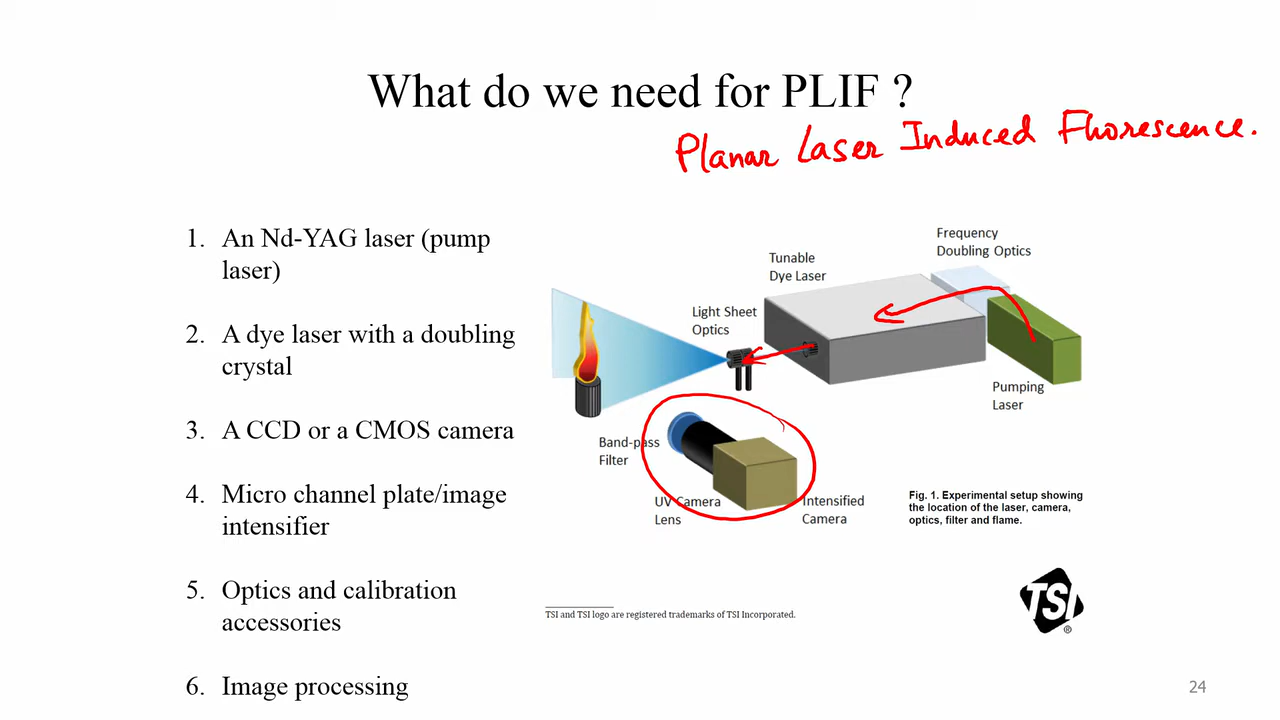 What do we need for PLIF ?
Planar Laser Induced Fluorescence.
1. An Nd-YAG laser (pump
laser)
2. A dye laser with a doubling
crystal
3. A CCD or a CMOS camera
4. Micro channel plate/image
intensifier
5. Optics and calibration
accessories
6. Image processing
Frequency
Doubling Optics
Tunable
Dye Laser
Light Sheet
Optics
Pumping
Laser
Band-pass
Filter
UV Camera
Lens
Intensified
Camera
Fig. 1. Experimental setup showing
the location of the laser, camera,
optics, filter and flame.
TSI and TSI logo are registered trademarks of TSI Incorporated.
TSI
®
24